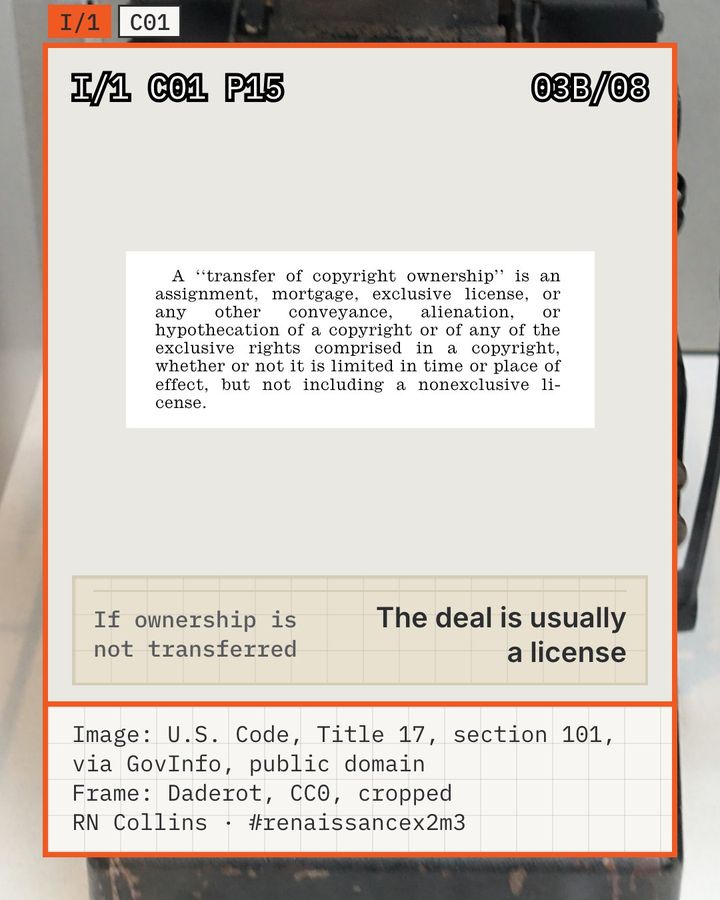 I/1 C01
I/1 C01 P15 03B/08
A ‘‘transfer of copyright ownership’’ is an
assignment, mortgage, exclusive license, or
any other conveyance, alienation, or
hypothecation of a copyright or of any of the
exclusive rights comprised in a copyright,
whether or not it is limited in time or place of
effect, but not including a nonexclusive li-
cense.
If ownership is
not transferred
The deal is usually
a license
Image: U.S. Code, Title 17, section 101,
via GovInfo, public domain
Frame: Daderot, CC0, cropped
RN Collins · #renaissancex2m3